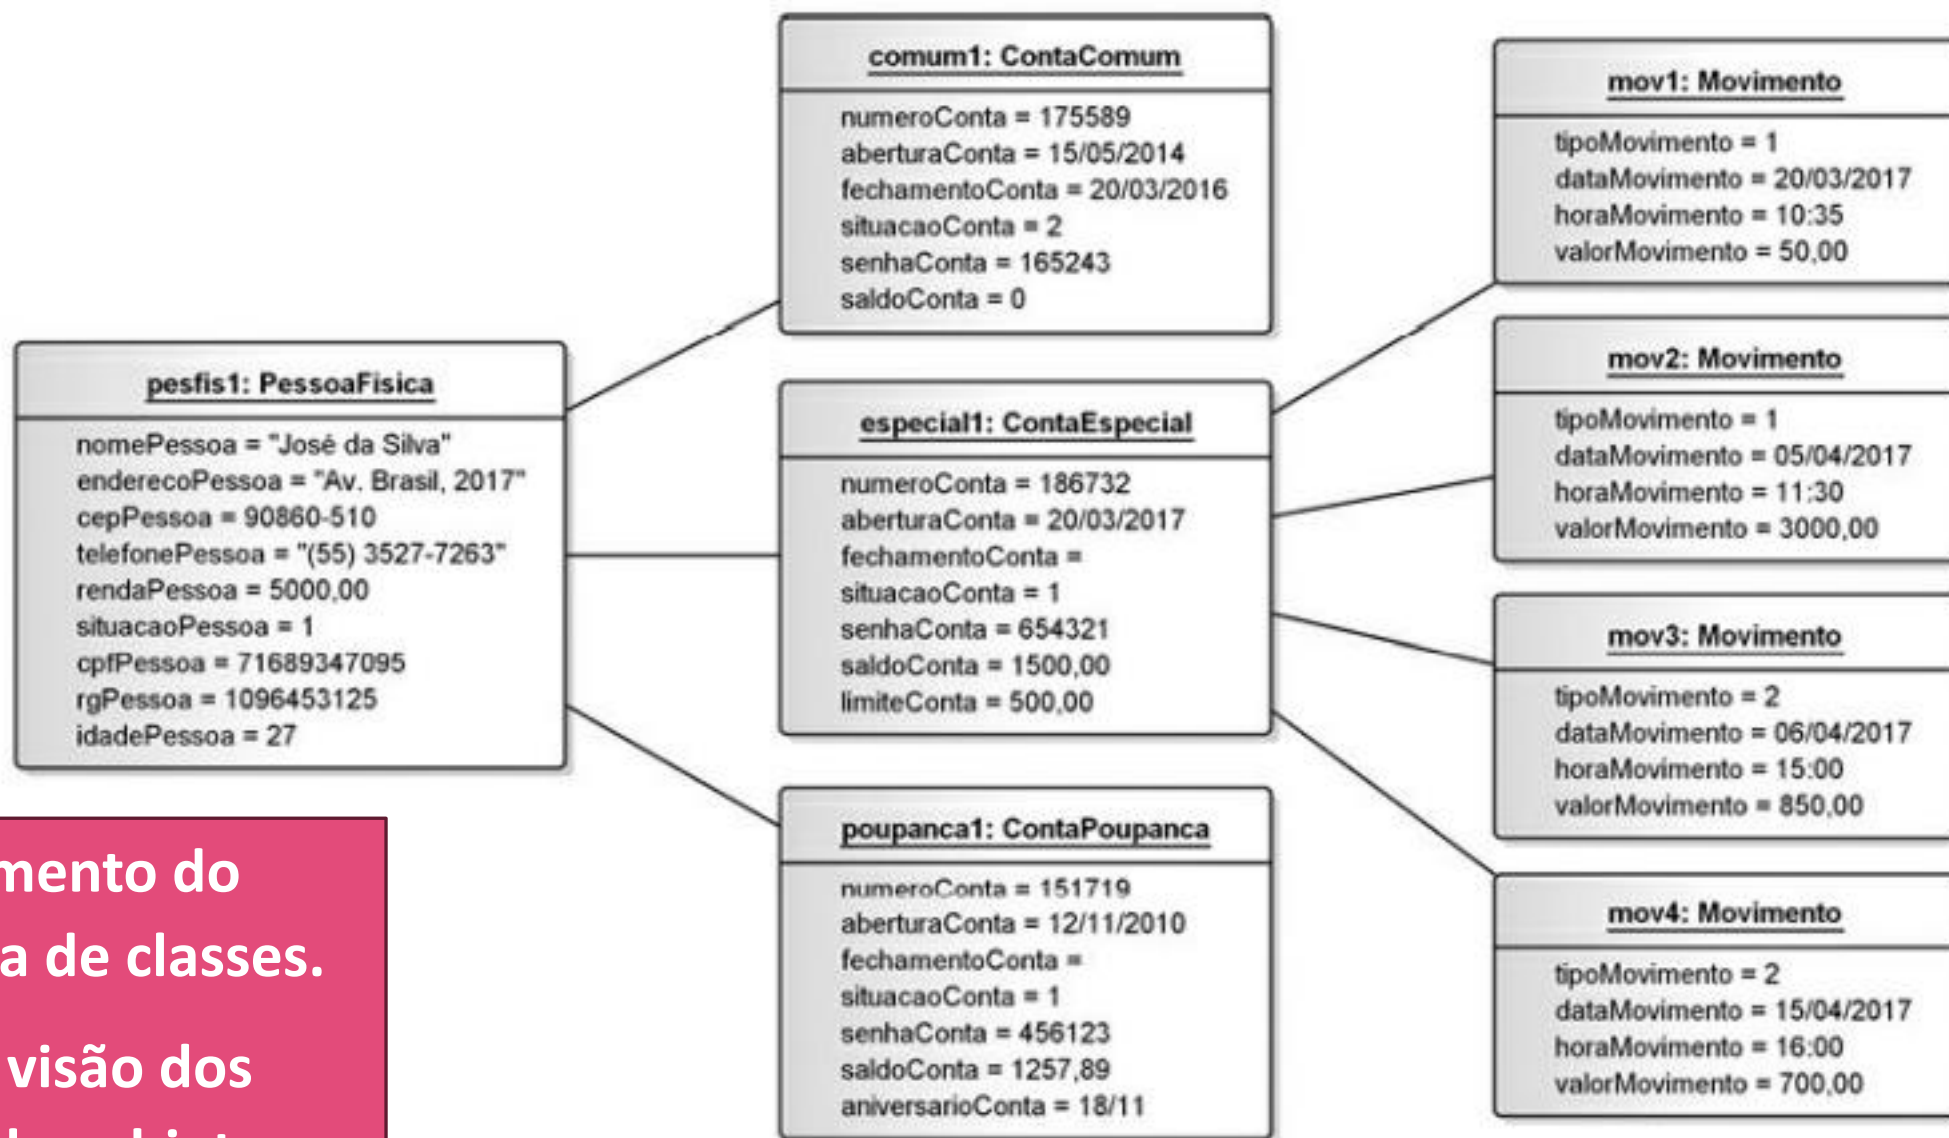 pesfis1: PessoaFisica
nomePessoa = "José da Silva"
enderecoPessoa = "Av. Brasil, 2017"
cepPessoa = 90860-510
telefonePessoa = "(55) 3527-7263"
rendaPessoa = 5000,00
situacaoPessoa = 1
cpfPessoa = 71689347095
rgPessoa = 1096453125
idadePessoa = 27
comum1: ContaComum
numeroConta = 175589
aberturaConta = 15/05/2014
fechamentoConta = 20/03/2016
situacaoConta = 2
senhaConta = 165243
saldoConta = 0
especial1: ContaEspecial
numeroConta = 186732
aberturaConta = 20/03/2017
fechamentoConta =
situacaoConta = 1
senhaConta = 654321
saldoConta = 1500,00
limiteConta = 500,00
poupanca1: ContaPoupanca
numeroConta = 151719
aberturaConta = 12/11/2010
fechamentoConta =
situacaoConta = 1
senhaConta = 456123
saldoConta = 1257,89
aniversarioConta = 18/11
mov1: Movimento
tipoMovimento = 1
dataMovimento = 20/03/2017
horaMovimento = 10:35
valorMovimento = 50,00
mov2: Movimento
tipoMovimento = 1
dataMovimento = 05/04/2017
horaMovimento = 11:30
valorMovimento = 3000,00
mov3: Movimento
tipoMovimento = 2
dataMovimento = 06/04/2017
horaMovimento = 15:00
valorMovimento = 850,00
mov4: Movimento
tipoMovimento = 2
dataMovimento = 15/04/2017
horaMovimento = 16:00
valorMovimento = 700,00
mento do
a de classes.
visão dos